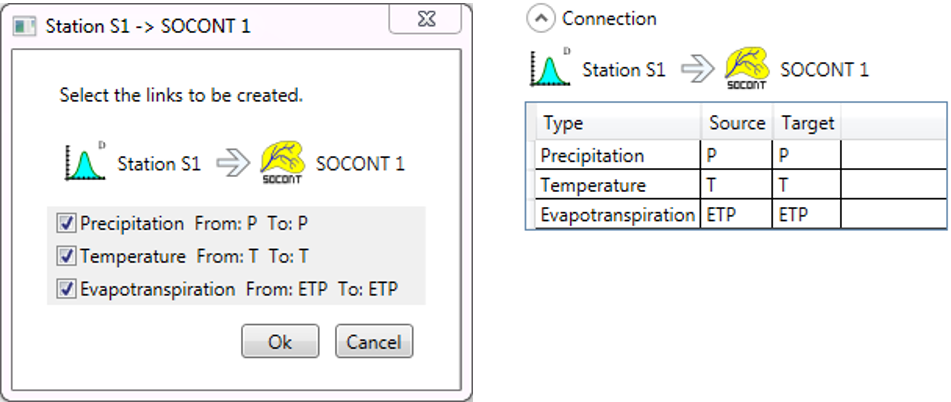 Station S1 -> SOCONT 1
Select the links to be created.
D
Station S1
SOCONT
SOCONT 1
Precipitation From: P To: P
Temperature From: T To: T
Evapotranspiration From: ETP To: ETP
Ok Cancel
Connection
D
Station S1
SOCONT
SOCONT 1
Type Source Target
Precipitation P P
Temperature T T
Evapotranspiration ETP ETP